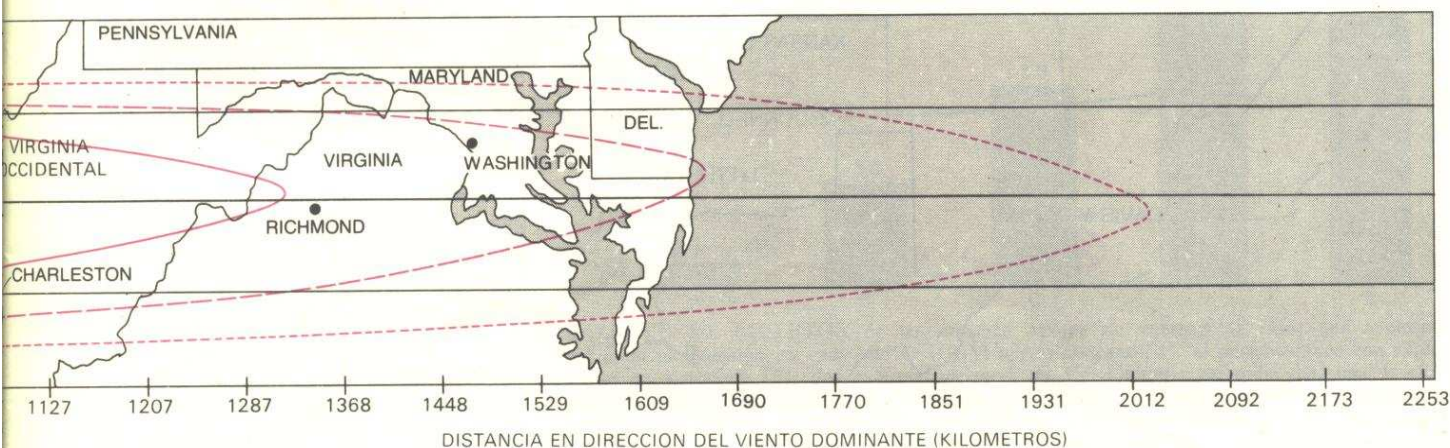 PENNSYLVANIA
MARYLAND
DEL.
VIRGINIA
OCCIDENTAL
VIRGINIA
WASHINGTON
RICHMOND
CHARLESTON
1127 1207 1287 1368 1448 1529 1609 1690 1770 1851 1931 2012 2092 2173 2253
DISTANCIA EN DIRECCION DEL VIENTO DOMINANTE (KILOMETROS)